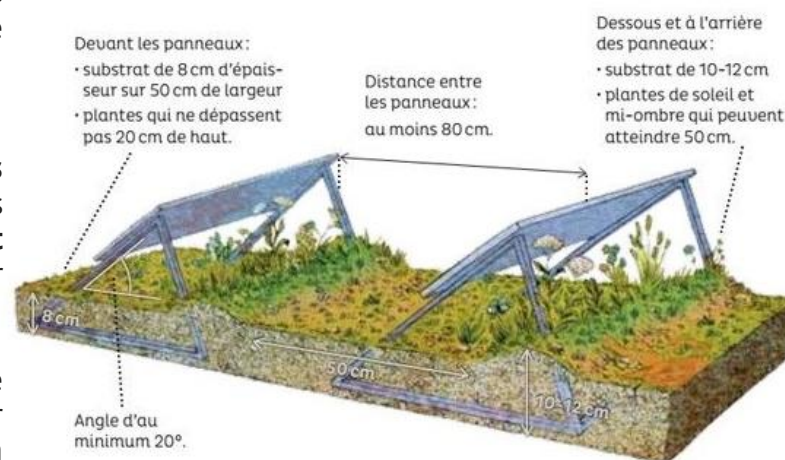 Devant les panneaux :
· substrat de 8 cm d'épais-
seur sur 50 cm de largeur
· plantes qui ne dépassent
pas 20 cm de haut.
Distance entre
les panneaux :
au moins 80 cm.
Dessous et à l'arrière
des panneaux :
· substrat de 10-12 cm
· plantes de soleil et
mi-ombre qui peuvent
atteindre 50 cm.
8 cm
50 cm
10-12 cm
Angle d'au
minimum 20°.